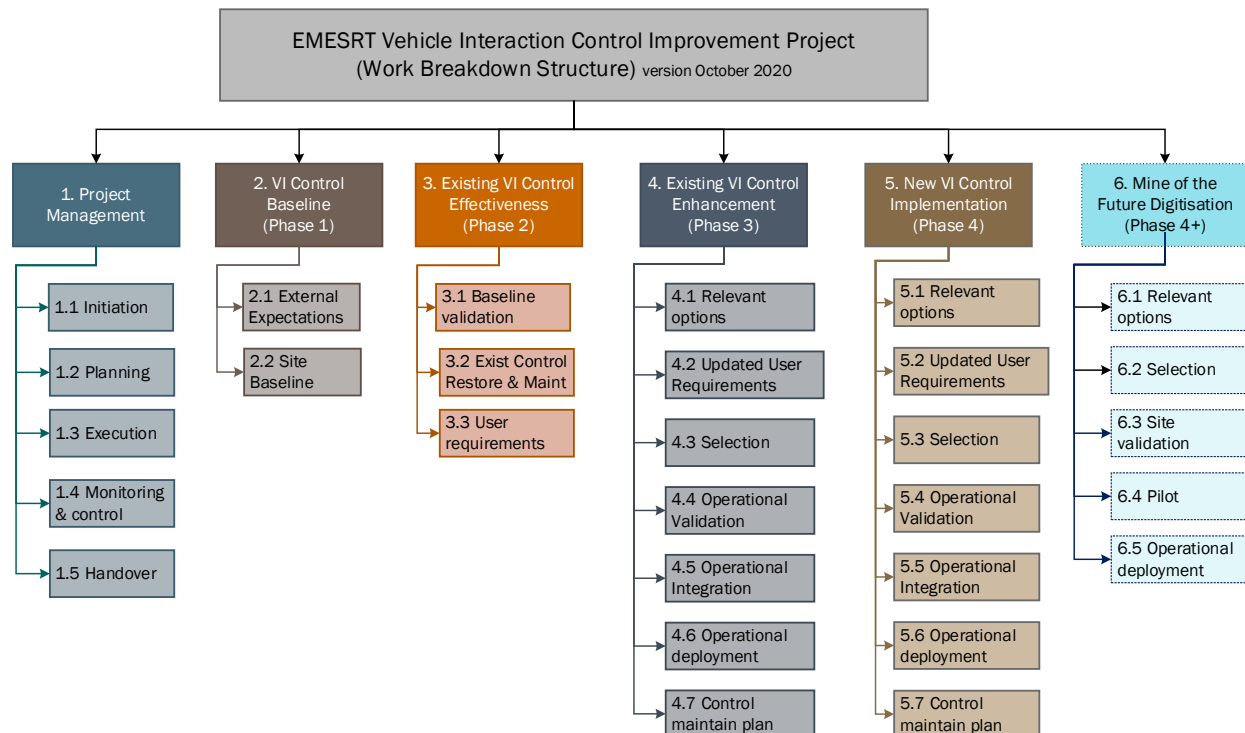 EMESRT Vehicle Interaction Control Improvement Project
(Work Breakdown Structure) version October 2020
1. Project
Management
2. VI Control
Baseline
(Phase 1)
3. Existing VI Control
Effectiveness
(Phase 2)
4. Existing VI Control
Enhancement
(Phase 3)
5. New VI Control
Implementation
(Phase 4)
6. Mine of the
Future Digitisation
(Phase 4+)
1.1 Initiation
1.2 Planning
1.3 Execution
1.4 Monitoring
& control
1.5 Handover
2.1 External
Expectations
2.2 Site
Baseline
3.1 Baseline
validation
3.2 Exist Control
Restore & Maint
3.3 User
requirements
4.1 Relevant
options
4.2 Updated User
Requirements
4.3 Selection
4.4 Operational
Validation
4.5 Operational
Integration
4.6 Operational
deployment
4.7 Control
maintain plan
5.1 Relevant
options
5.2 Updated User
Requirements
5.3 Selection
5.4 Operational
Validation
5.5 Operational
Integration
5.6 Operational
deployment
5.7 Control
maintain plan
6.1 Relevant
options
6.2 Selection
6.3 Site
validation
6.4 Pilot
6.5 Operational
deployment